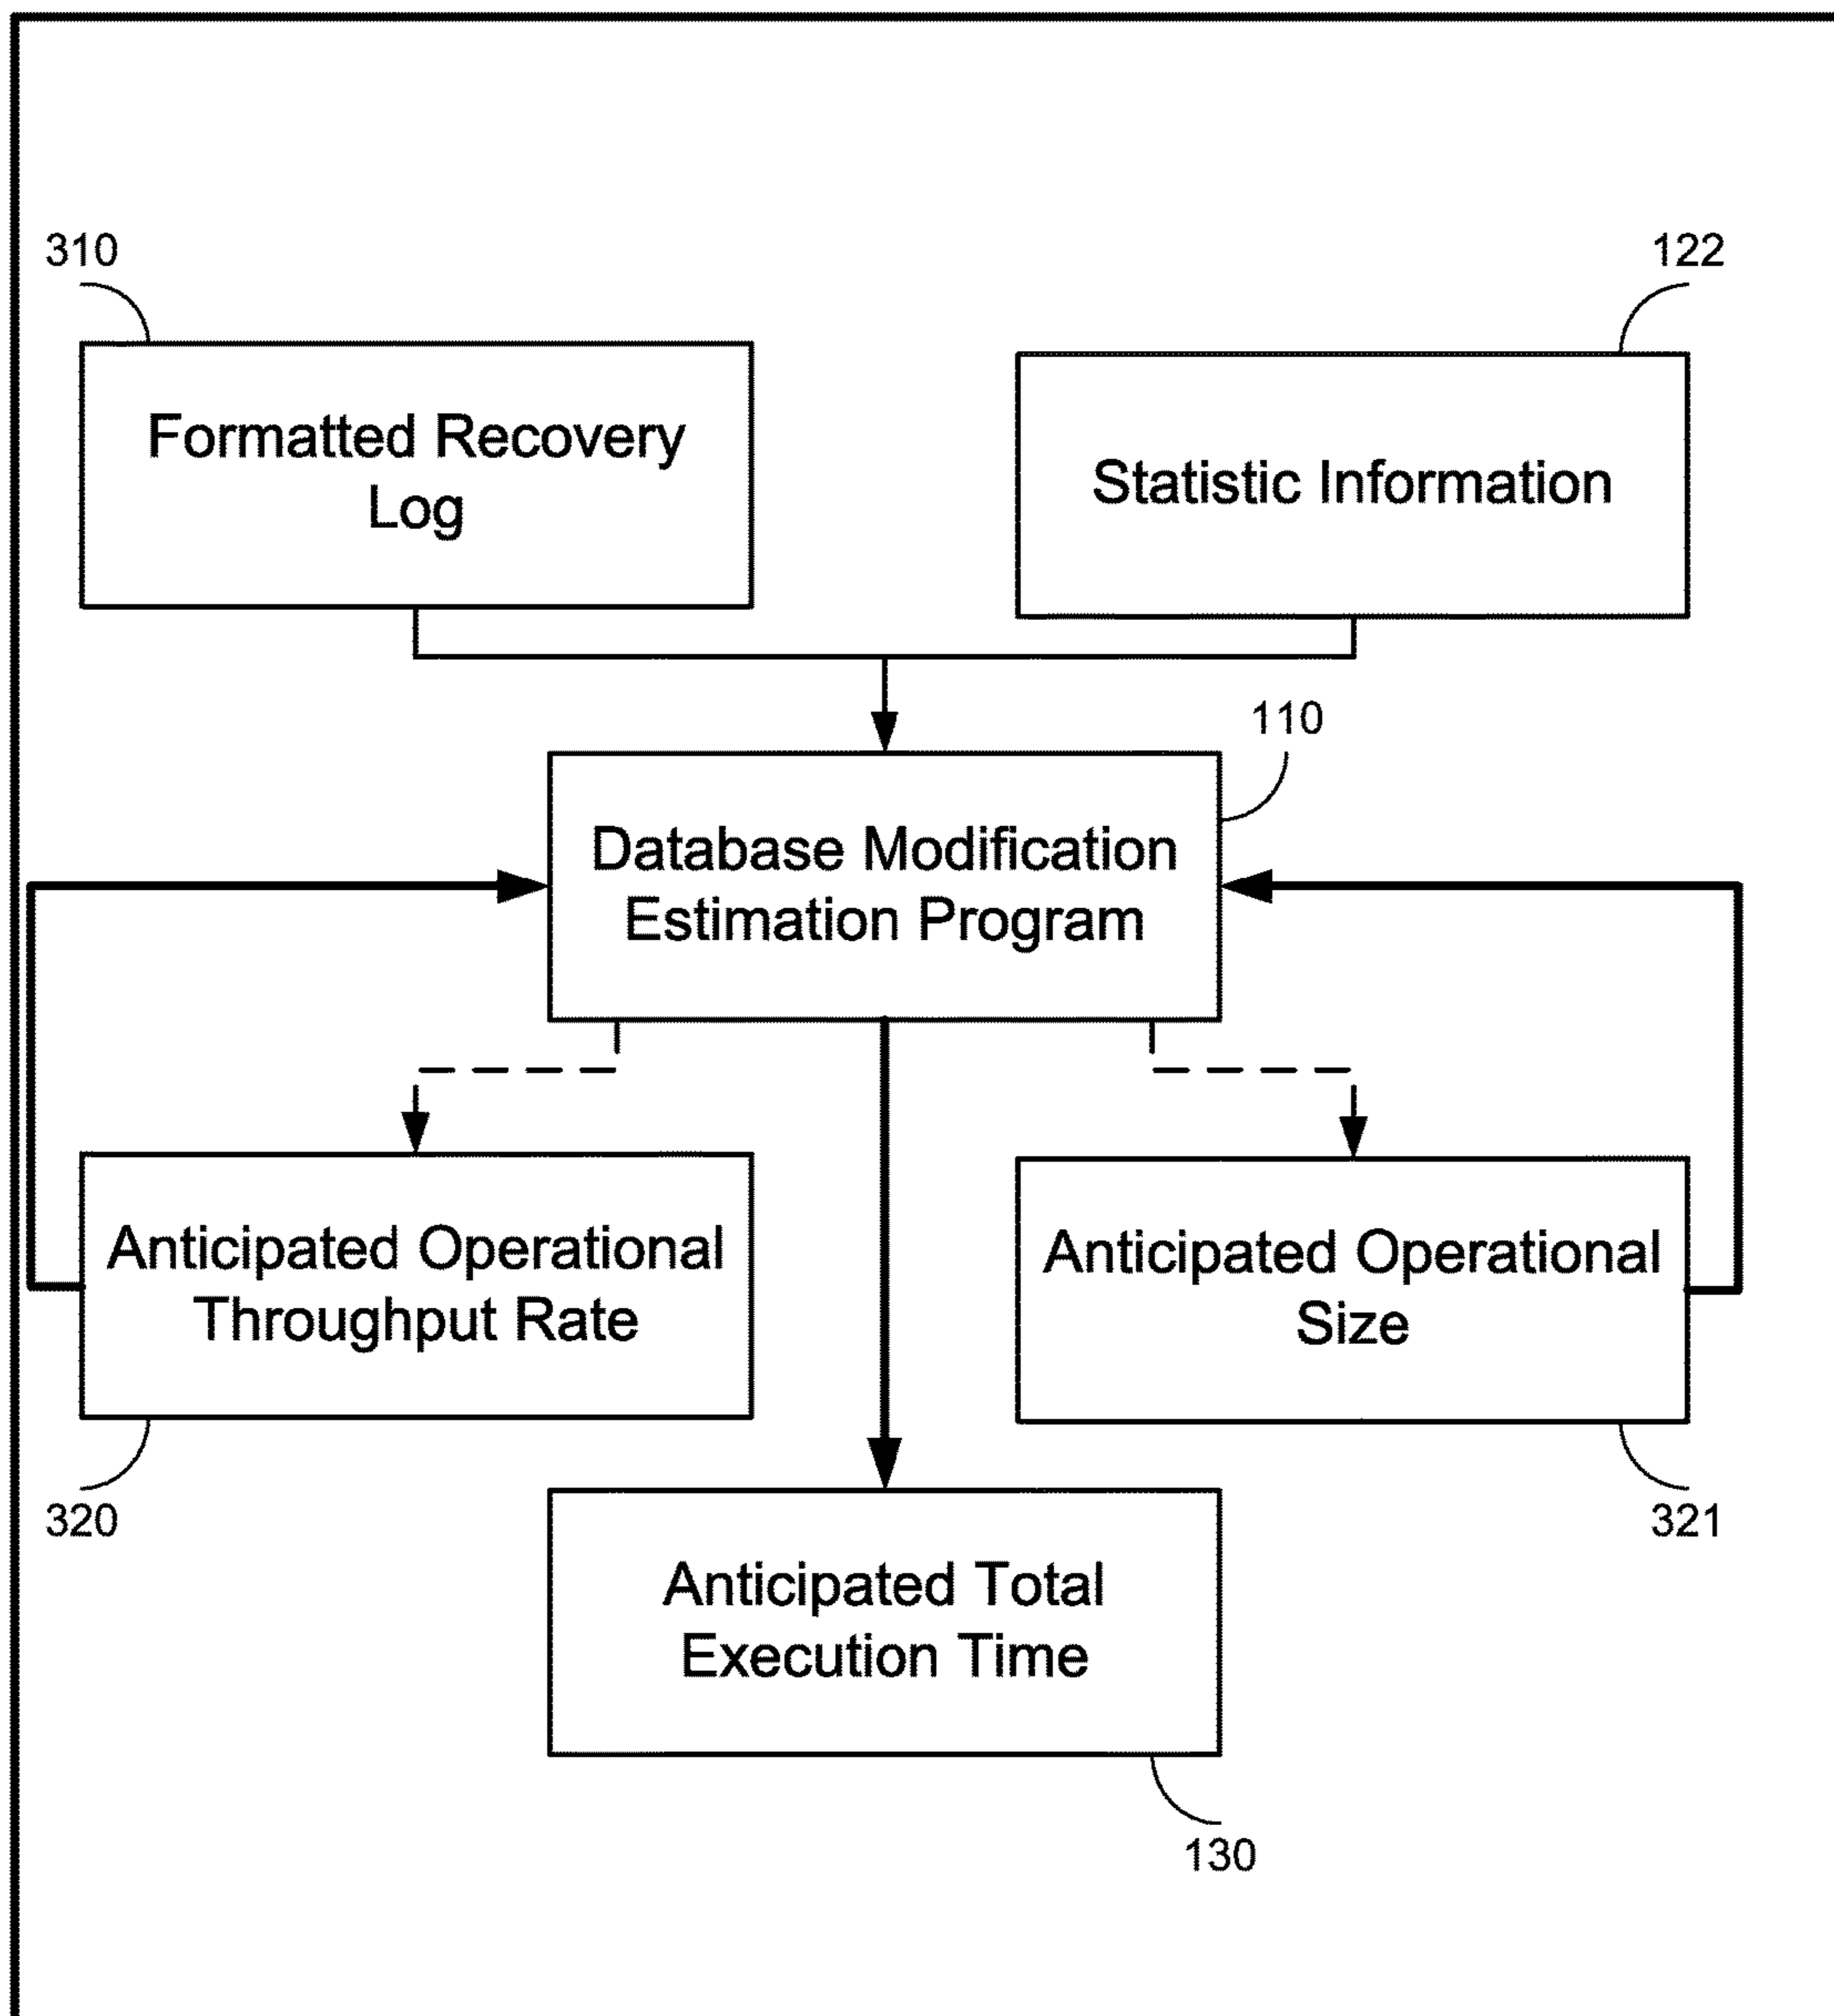 310
122
Formatted Recovery
Log
Statistic Information
110
Database Modification
Estimation Program
Anticipated Operational
Throughput Rate
Anticipated Operational
Size
320
321
Anticipated Total
Execution Time
130